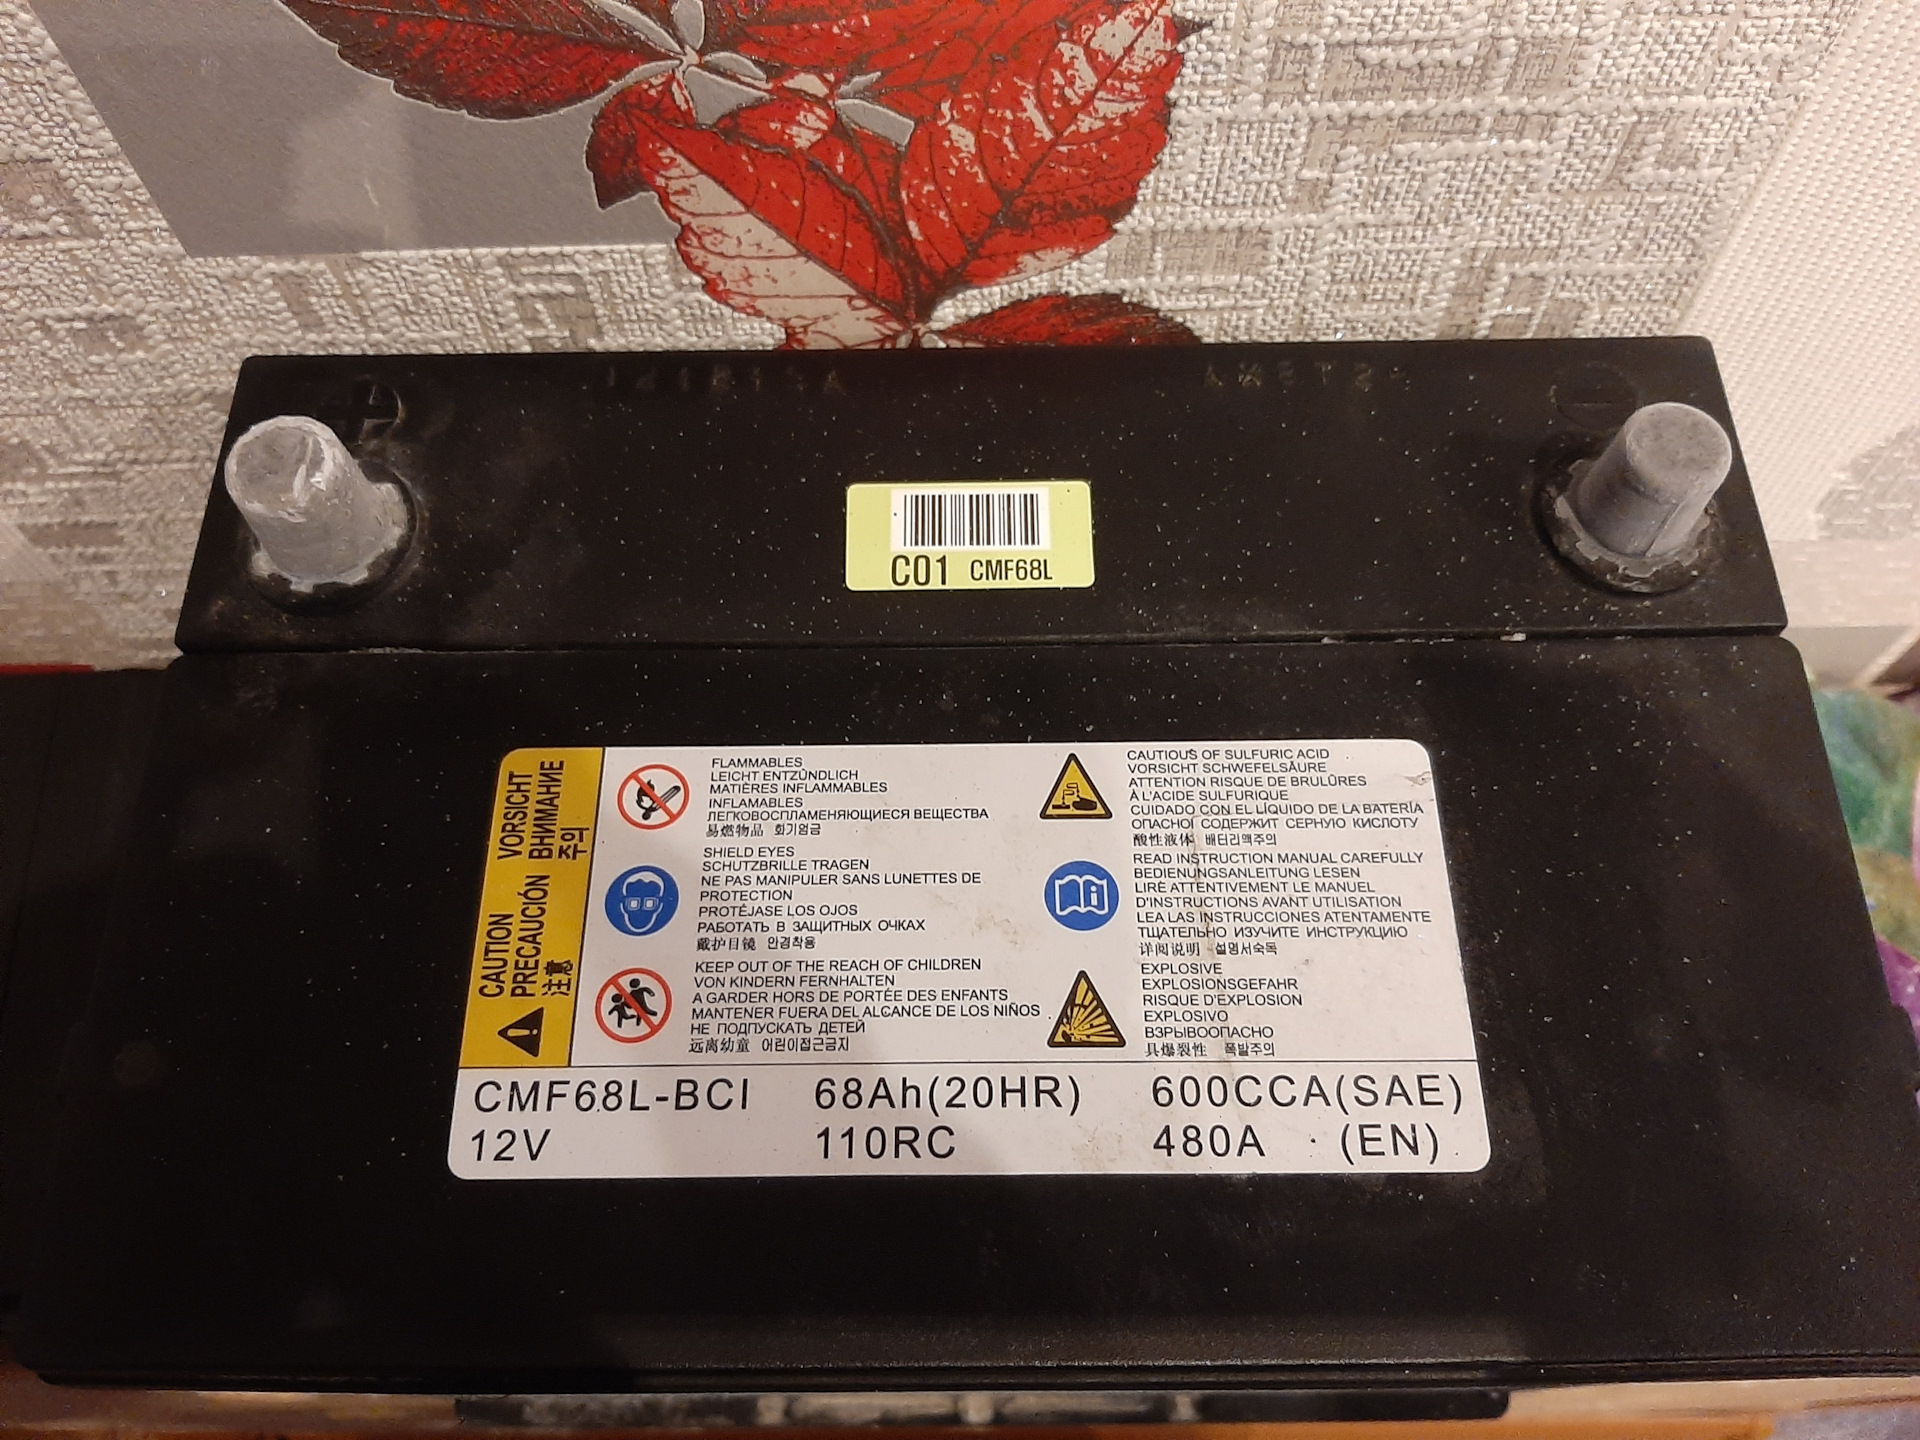 C01 CMF68L
CAUTION VORSICHT
PRECAUCIÓN ВНИМАНИЕ
注意 주의
FLAMMABLES
LEICHT ENTZÜNDLICH
MATIÈRES INFLAMMABLES
INFLAMABLES
ЛЕГКОВОСПЛАМЕНЯЮЩИЕСЯ ВЕЩЕСТВА
易燃物品 화기엄금
SHIELD EYES
SCHUTZBRILLE TRAGEN
NE PAS MANIPULER SANS LUNETTES DE
PROTECTION
PROTÉJASE LOS OJOS
РАБОТАТЬ В ЗАЩИТНЫХ ОЧКАХ
戴护目镜 안경착용
KEEP OUT OF THE REACH OF CHILDREN
VON KINDERN FERNHALTEN
A GARDER HORS DE PORTÉE DES ENFANTS
MANTENER FUERA DEL ALCANCE DE LOS NIÑOS
НЕ ПОДПУСКАТЬ ДЕТЕЙ
远离幼童 어린이접근금지
CAUTIOUS OF SULFURIC ACID
VORSICHT SCHWEFELSÄURE
ATTENTION RISQUE DE BRULÛRES
À L'ACIDE SULFURIQUE
CUIDADO CON EL LÍQUIDO DE LA BATERÍA
ОПАСНО! СОДЕРЖИТ СЕРНУЮ КИСЛОТУ
酸性液体 배터리액주의
READ INSTRUCTION MANUAL CAREFULLY
BEDIENUNGSANLEITUNG LESEN
LIRE ATTENTIVEMENT LE MANUEL
D'INSTRUCTIONS AVANT UTILISATION
LEA LAS INSTRUCCIONES ATENTAMENTE
ТЩАТЕЛЬНО ИЗУЧИТЕ ИНСТРУКЦИЮ
详阅说明 설명서숙독
EXPLOSIVE
EXPLOSIONSGEFAHR
RISQUE D'EXPLOSION
EXPLOSIVO
ВЗРЫВООПАСНО
具爆裂性 폭발주의
CMF68L-BCI 68Ah(20HR) 600CCA(SAE)
12V 110RC 480A (EN)